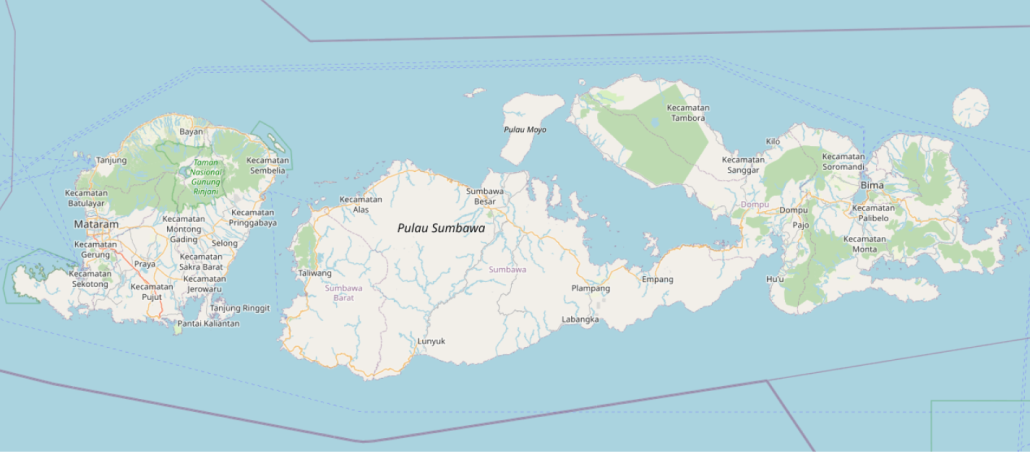 Bayan
Tanjung
Taman
Nasional
Gunung
Rinjani
Kecamatan
Sembelia
Kecamatan
Batulayar
Mataram
Kecamatan
Montong
Gading
Kecamatan
Pringgabaya
Selong
Kecamatan
Gerung
Praya
Kecamatan
Sakra Barat
Kecamatan
Sekotong
Kecamatan
Jerowaru
Kecamatan
Pujut
Tanjung Ringgit
Pantai Kaliantan
Kecamatan
Alas
Sumbawa
Besar
Pulau Moyo
Pulau Sumbawa
Taliwang
Sumbawa
Barat
Sumbawa
Lunyuk
Plampang
Labangka
Empang
Kecamatan
Tambora
Kecamatan
Sanggar
Kilo
Kecamatan
Soromandi
Bima
Dompu
Dompu
Pajo
Kecamatan
Palibelo
Kecamatan
Monta
Hu'u